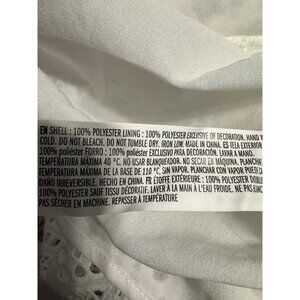 EN SHELL : 100% POLYESTER LINING : 100% POLYESTER EXCLUSIVE OF DECORATION. HAND W
COLD. DO NOT BLEACH. DO NOT TUMBLE DRY. IRON LOW. MADE IN CHINA. ES TELA EXTERIOR
100% poliéster FORRO : 100% poliéster EXCLUSIVO PARA DECORACIÓN. LAVAR A MANO.
TEMPERATURA MÁXIMA 40 ºC. NO USAR BLANQUEADOR. NO SECAR EN MÁQUINA. PLANCHAR
TEMPERATURA MÁXIMA DE LA BASE DE 110 °C, SIN VAPOR. PLANCHAR CON VAPOR PUEDE
DAÑO IRREVERSIBLE. HECHO EN CHINA. FR ÉTOFFE EXTÉRIEURE : 100% POLYESTER DOUBL
100% POLYESTER SAUF TISSU DÉCORATIF. LAVER À LA MAIN À L'EAU FROIDE. NE
PAS SÉCHER EN MACHINE. REPASSER À TEMPÉRATURE